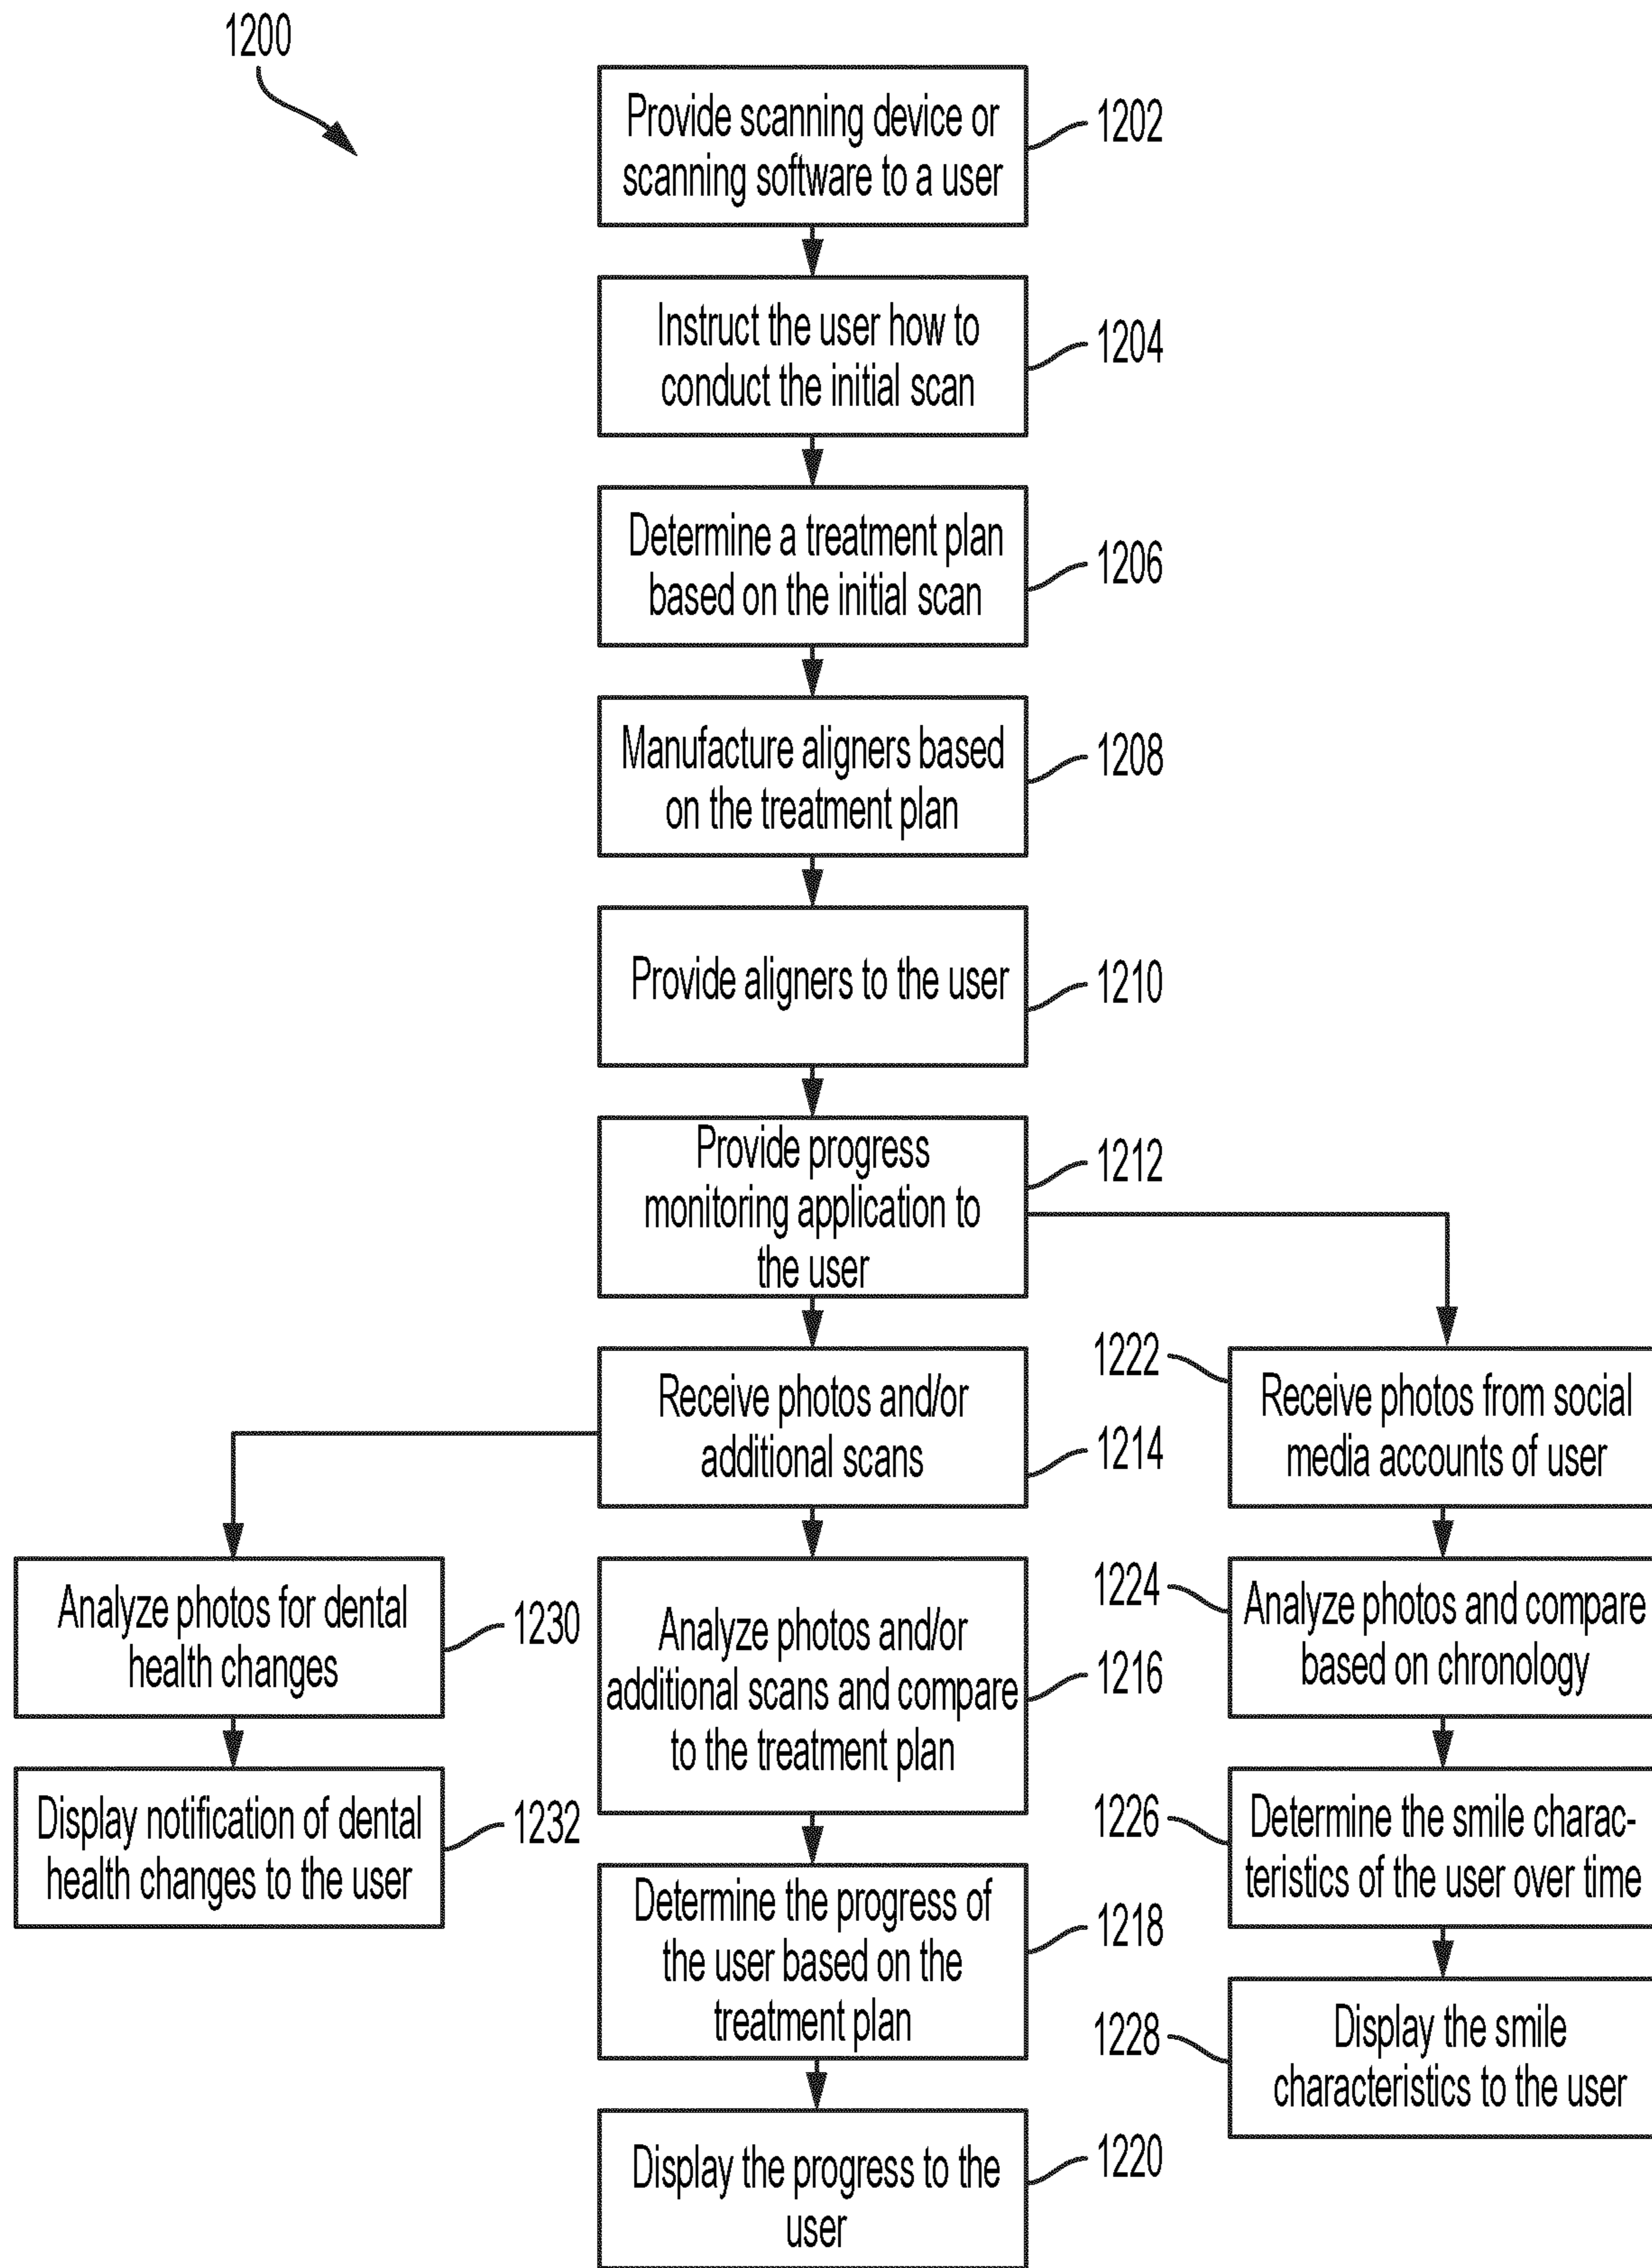 1200
Provide scanning device or
scanning software to a user
1202
Instruct the user how to
conduct the initial scan
1204
Determine a treatment plan
based on the initial scan
1206
Manufacture aligners based
on the treatment plan
1208
Provide aligners to the user
1210
Provide progress
monitoring application to
the user
1212
Receive photos and/or
additional scans
1214
Analyze photos and/or
additional scans and compare
to the treatment plan
1216
Determine the progress of
the user based on the
treatment plan
1218
Display the progress to the
user
1220
1222
Receive photos from social
media accounts of user
1224
Analyze photos and compare
based on chronology
1226
Determine the smile charac-
teristics of the user over time
1228
Display the smile
characteristics to the user
Analyze photos for dental
health changes
1230
Display notification of dental
health changes to the user
1232